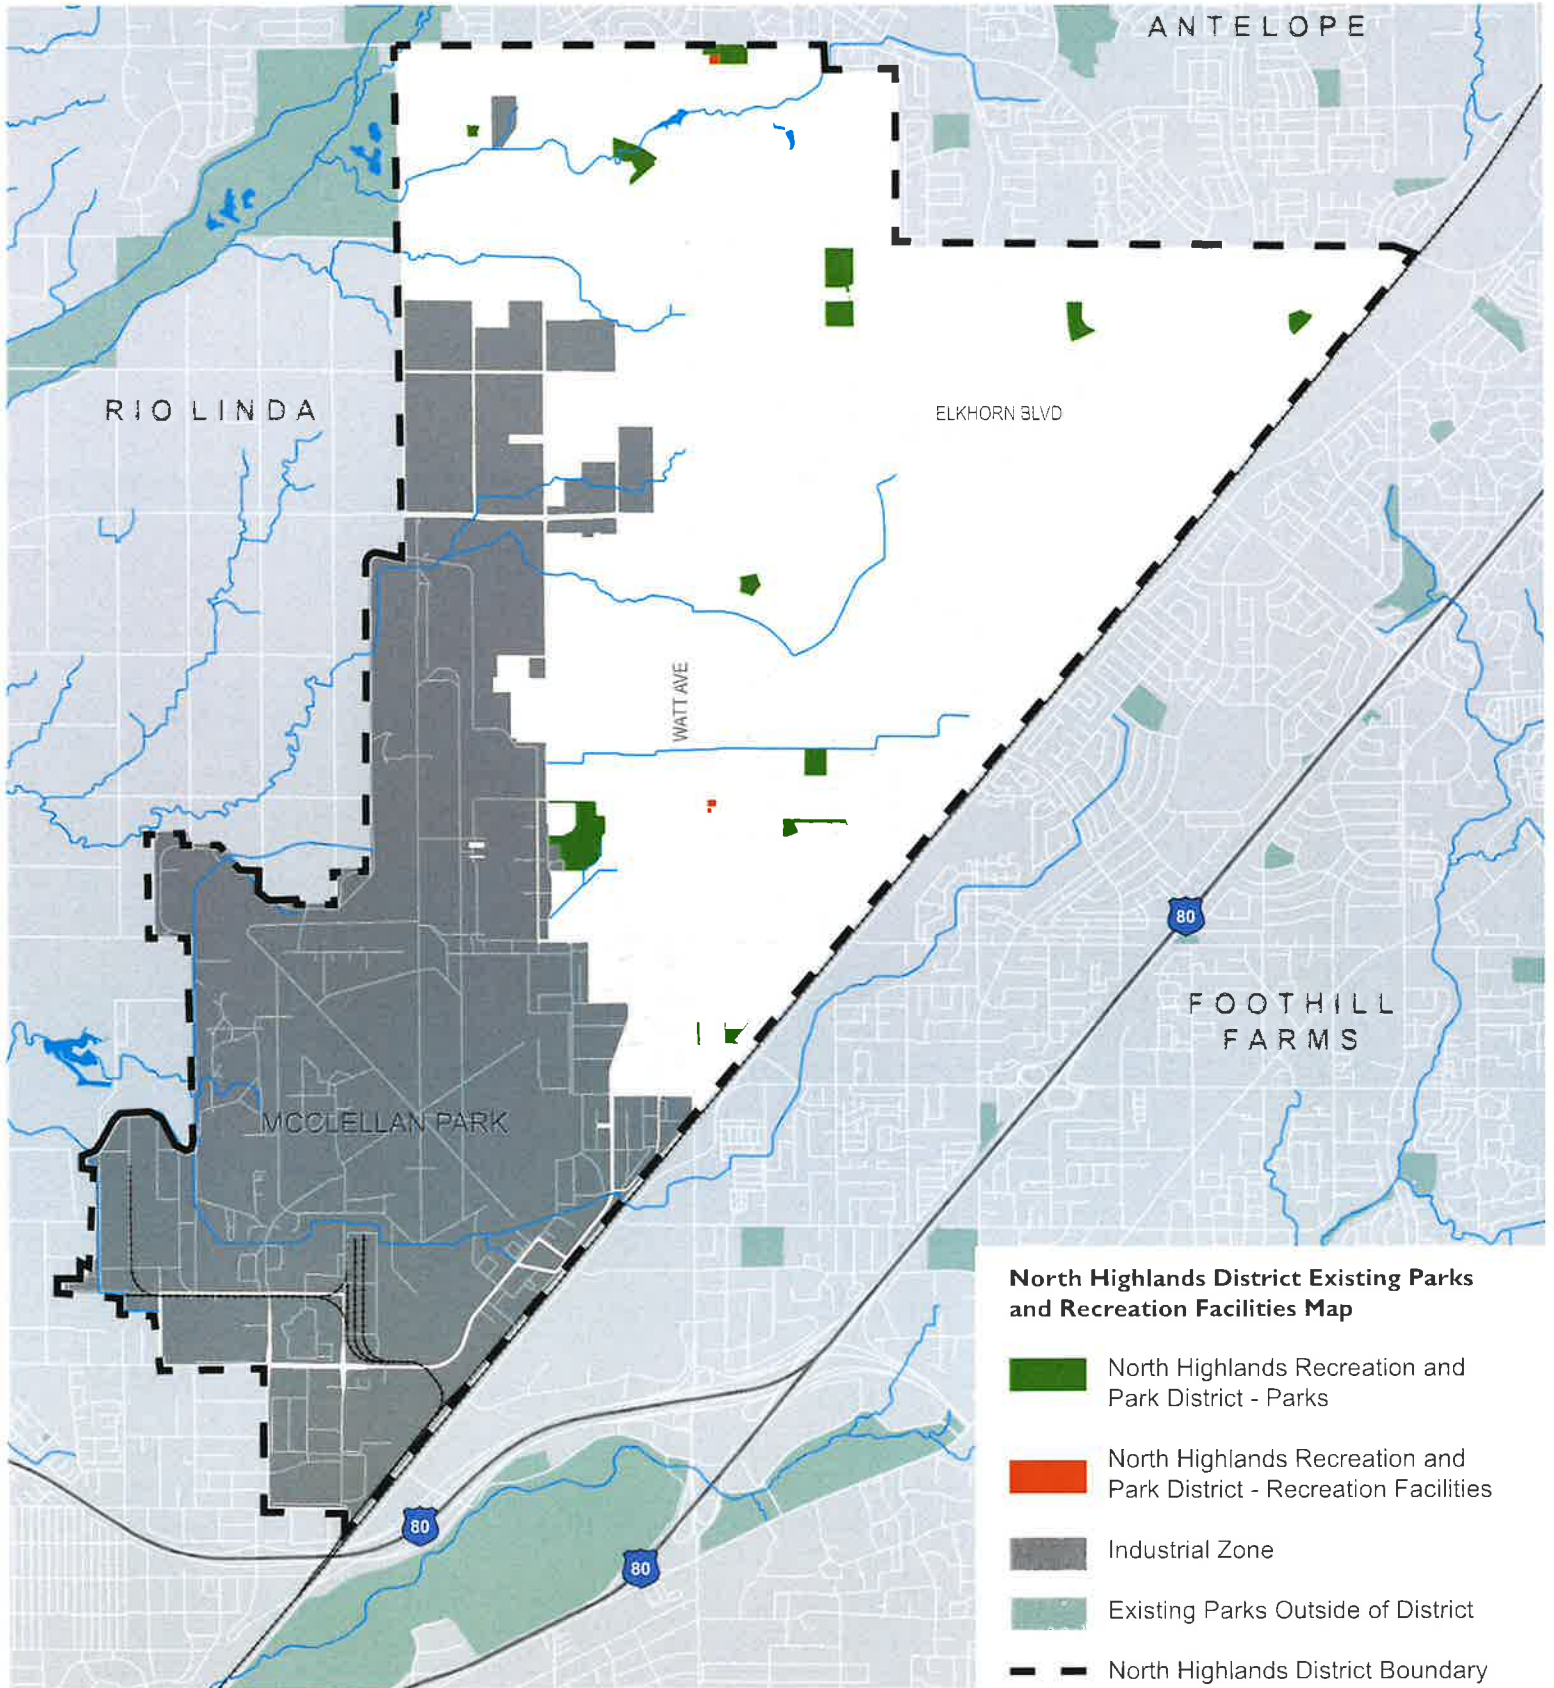 ANTELOPE
RIO LINDA
ELKHORN BLVD
WATT AVE
80
FOOTHILL
FARMS
MCCLELLAN PARK
80
80
North Highlands District Existing Parks
and Recreation Facilities Map
North Highlands Recreation and
Park District - Parks
North Highlands Recreation and
Park District - Recreation Facilities
Industrial Zone
Existing Parks Outside of District
North Highlands District Boundary